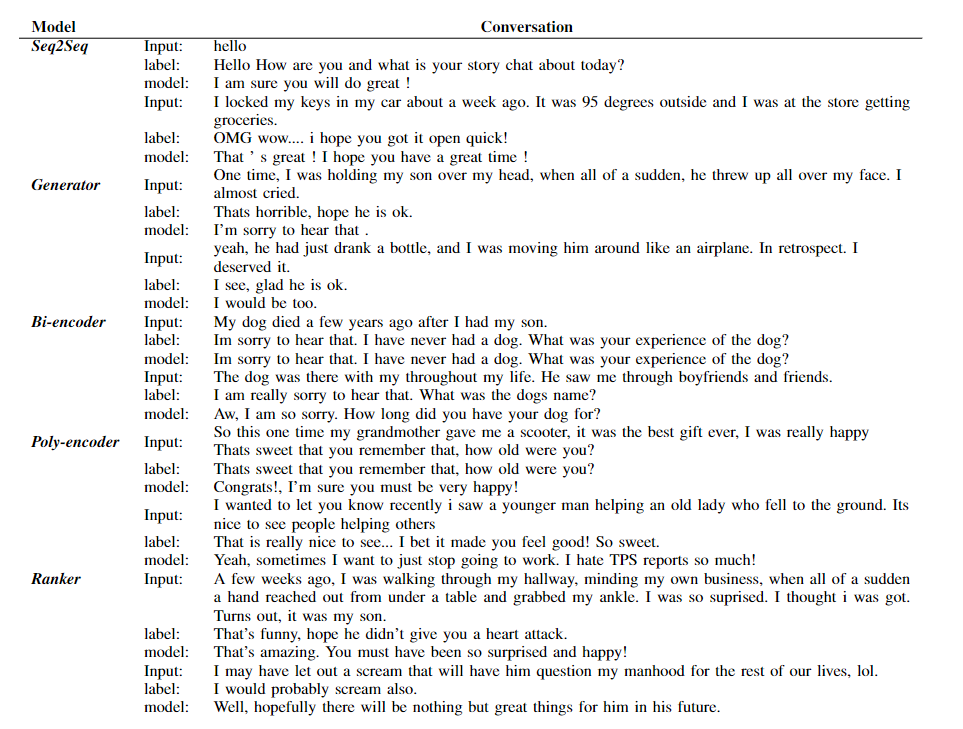 Model Conversation
Seq2Seq Input: hello
label: Hello How are you and what is your story chat about today?
model: I am sure you will do great !
Input: I locked my keys in my car about a week ago. It was 95 degrees outside and I was at the store getting
groceries.
label: OMG wow.... i hope you got it open quick!
model: That ' s great ! I hope you have a great time !
Generator Input: One time, I was holding my son over my head, when all of a sudden, he threw up all over my face. I
almost cried.
label: Thats horrible, hope he is ok.
model: I'm sorry to hear that .
Input: yeah, he had just drank a bottle, and I was moving him around like an airplane. In retrospect. I
deserved it.
label: I see, glad he is ok.
model: I would be too.
Bi-encoder Input: My dog died a few years ago after I had my son.
label: Im sorry to hear that. I have never had a dog. What was your experience of the dog?
model: Im sorry to hear that. I have never had a dog. What was your experience of the dog?
Input: The dog was there with my throughout my life. He saw me through boyfriends and friends.
label: I am really sorry to hear that. What was the dogs name?
model: Aw, I am so sorry. How long did you have your dog for?
Poly-encoder Input: So this one time my grandmother gave me a scooter, it was the best gift ever, I was really happy
Thats sweet that you remember that, how old were you?
label: Thats sweet that you remember that, how old were you?
model: Congrats!, I'm sure you must be very happy!
Input: I wanted to let you know recently i saw a younger man helping an old lady who fell to the ground. Its
nice to see people helping others
label: That is really nice to see... I bet it made you feel good! So sweet.
model: Yeah, sometimes I want to just stop going to work. I hate TPS reports so much!
Ranker Input: A few weeks ago, I was walking through my hallway, minding my own business, when all of a sudden
a hand reached out from under a table and grabbed my ankle. I was so suprised. I thought i was got.
Turns out, it was my son.
label: That's funny, hope he didn't give you a heart attack.
model: That's amazing. You must have been so surprised and happy!
Input: I may have let out a scream that will have him question my manhood for the rest of our lives, lol.
label: I would probably scream also.
model: Well, hopefully there will be nothing but great things for him in his future.